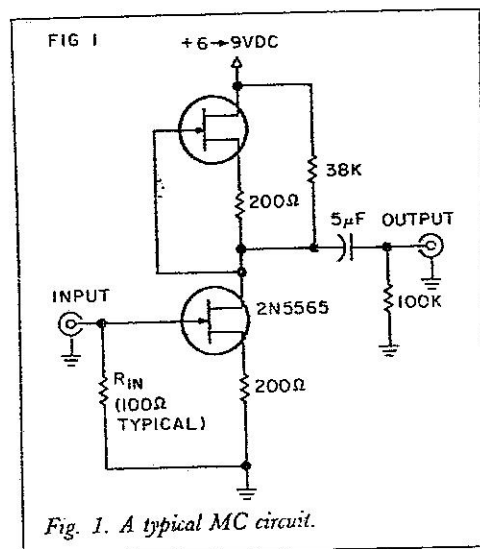 FIG 1
+6→9VDC
38K
200Ω
5µF
OUTPUT
INPUT
2N5565
100K
RIN
(100Ω
TYPICAL)
200Ω
Fig. 1. A typical MC circuit.